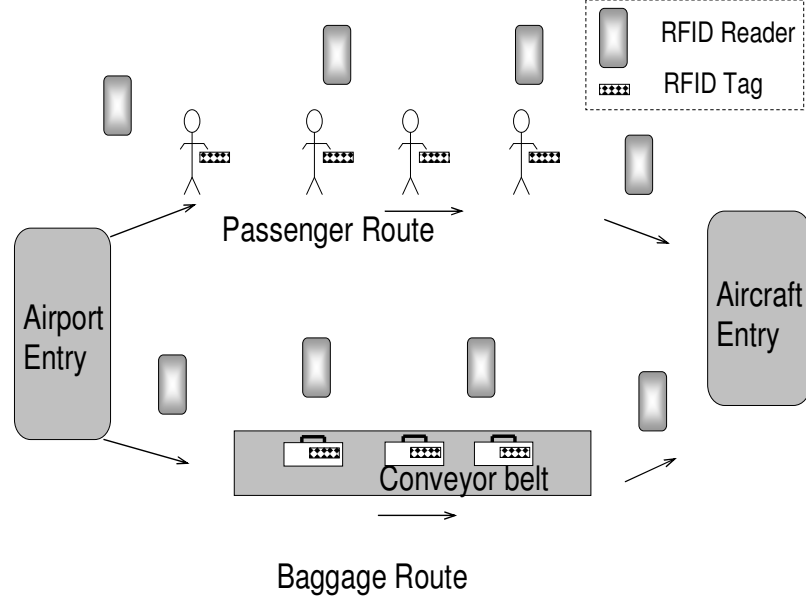 RFID Reader
RFID Tag
Passenger Route
Airport
Entry
Aircraft
Entry
Conveyor belt
Baggage Route